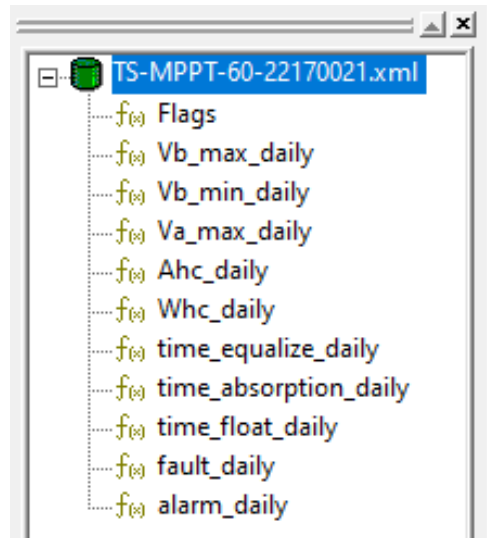 TS-MPPT-60-22170021.xml
f(x) Flags
f(x) Vb_max_daily
f(x) Vb_min_daily
f(x) Va_max_daily
f(x) Ahc_daily
f(x) Whc_daily
f(x) time_equalize_daily
f(x) time_absorption_daily
f(x) time_float_daily
f(x) fault_daily
f(x) alarm_daily